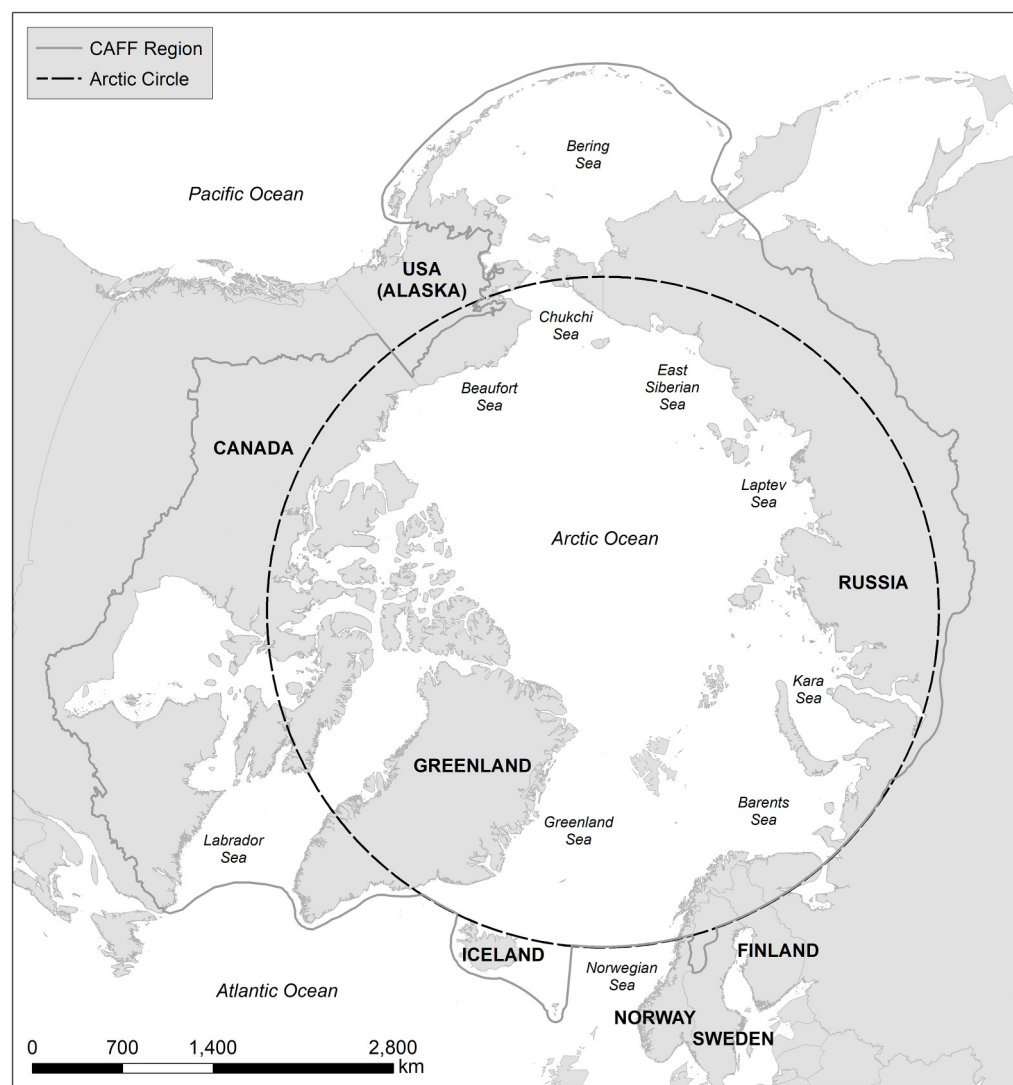 CAFF Region
Arctic Circle
Bering
Sea
Pacific Ocean
USA
(ALASKA)
Chukchi
Sea
Beaufort
Sea
East
Siberian
Sea
CANADA
Laptev
Sea
Arctic Ocean
RUSSIA
Kara
Sea
GREENLAND
Barents
Sea
Greenland
Sea
Labrador
Sea
ICELAND
FINLAND
Norwegian
Sea
Atlantic Ocean
NORWAY
SWEDEN
0 700 1,400 2,800
km